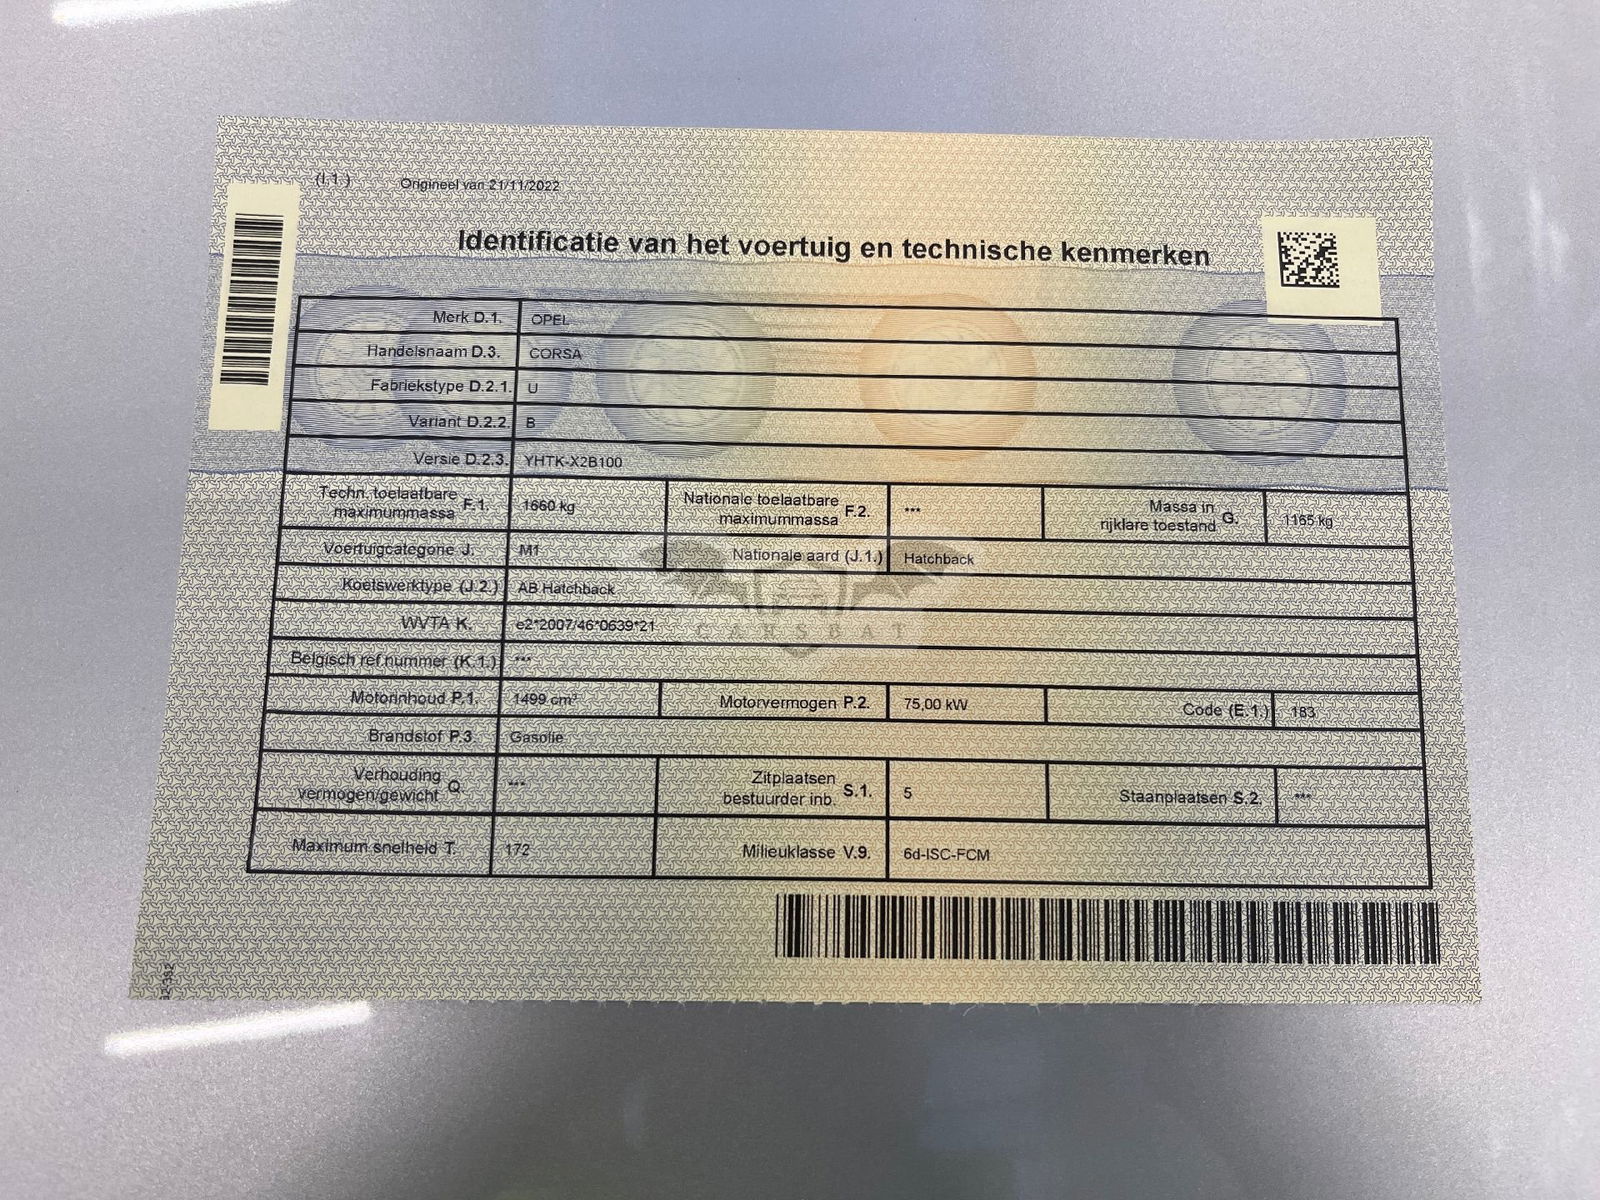 (I.1.) Origineel van 21/11/2022
Identificatie van het voertuig en technische kenmerken
Merk D.1. OPEL
Handelsnaam D.3. CORSA
Fabriekstype D.2.1. U
Variant D.2.2. B
Versie D.2.3. YHTK-X2B100
Techn. toelaatbare maximummassa F.1. 1660 kg Nationale toelaatbare maximummassa F.2. *** Massa in rijklare toestand G. 1165 kg
Voertuigcategorie J. M1 Nationale aard (J.1.) Hatchback
Koetswerktype (J.2.) AB Hatchback
WVTA K. e2*2007/46*0639*21
CARSBAT
Belgisch ref.nummer (K.1.) ***
Motorinhoud P.1. 1499 cm³ Motorvermogen P.2. 75,00 kW Code (E.1.) 183
Brandstof P.3. Gasolie
Verhouding vermogen/gewicht Q. *** Zitplaatsen bestuurder inb. S.1. 5 Staanplaatsen S.2. ***
Maximum snelheid T. 172 Milieuklasse V.9. 6d-ISC-FCM